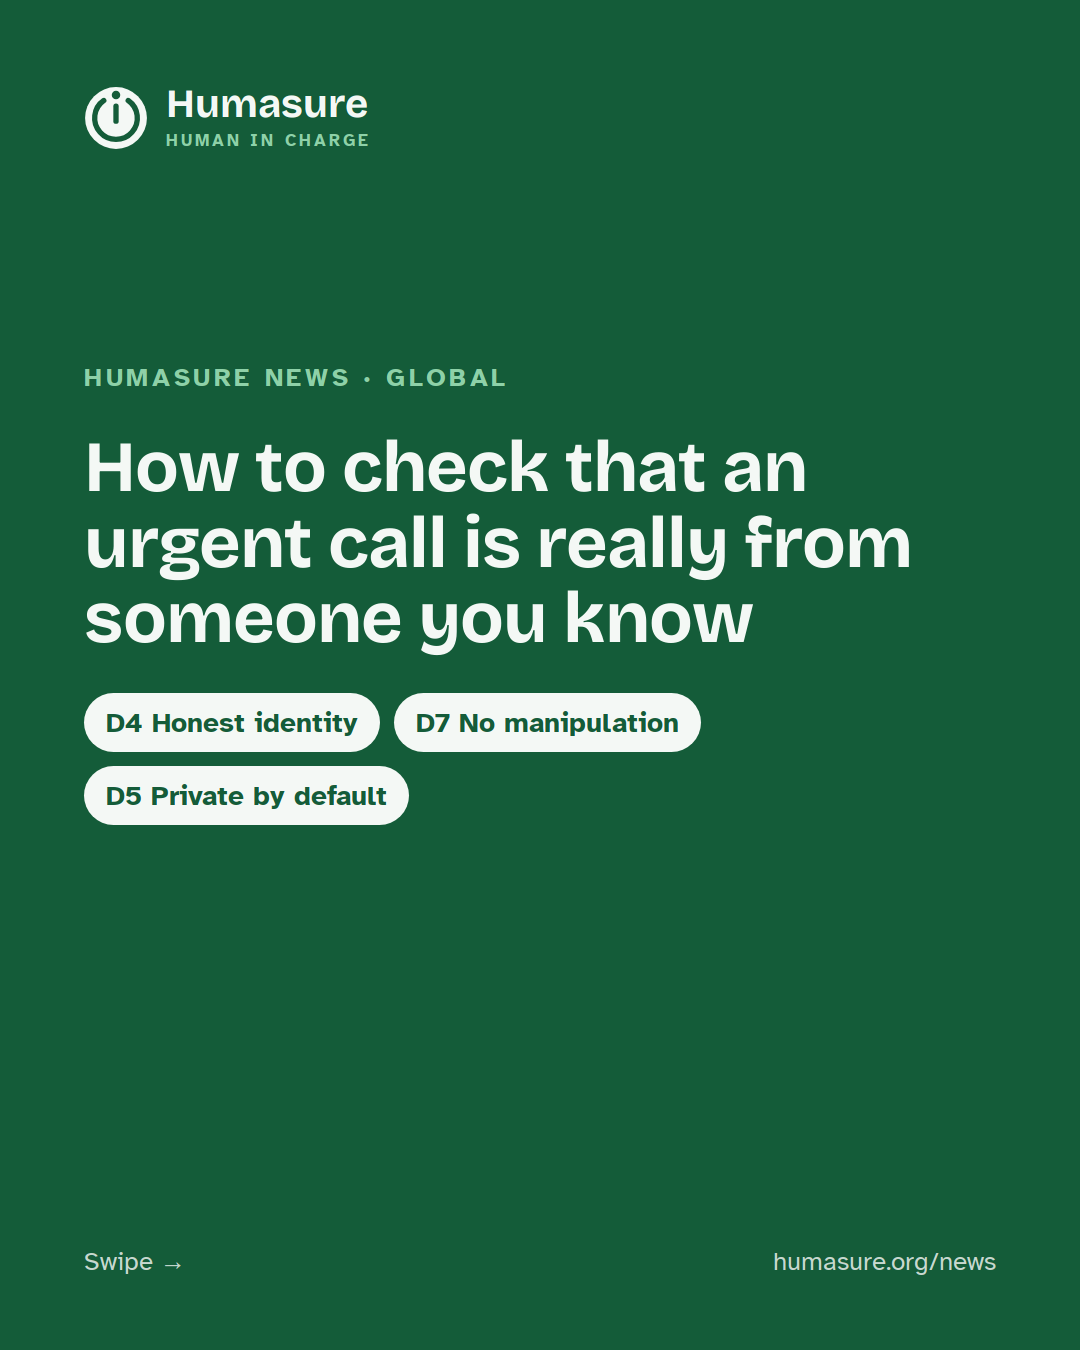 Humasure
HUMAN IN CHARGE
HUMASURE NEWS · GLOBAL
How to check that an
urgent call is really from
someone you know
D4 Honest identity
D7 No manipulation
D5 Private by default
Swipe →
humasure.org/news